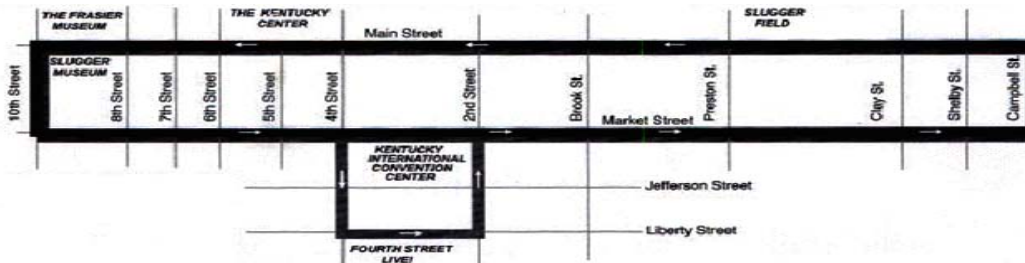 THE FRASIER
MUSEUM
THE KENTUCKY
CENTER
SLUGGER
FIELD
Main Street
SLUGGER
MUSEUM
10th Street
8th Street
7th Street
6th Street
5th Street
4th Street
2nd Street
Brook St.
Preston St.
Clay St.
Shelby St.
Campbell St.
Market Street
KENTUCKY
INTERNATIONAL
CONVENTION
CENTER
Jefferson Street
Liberty Street
FOURTH STREET
LIVE!